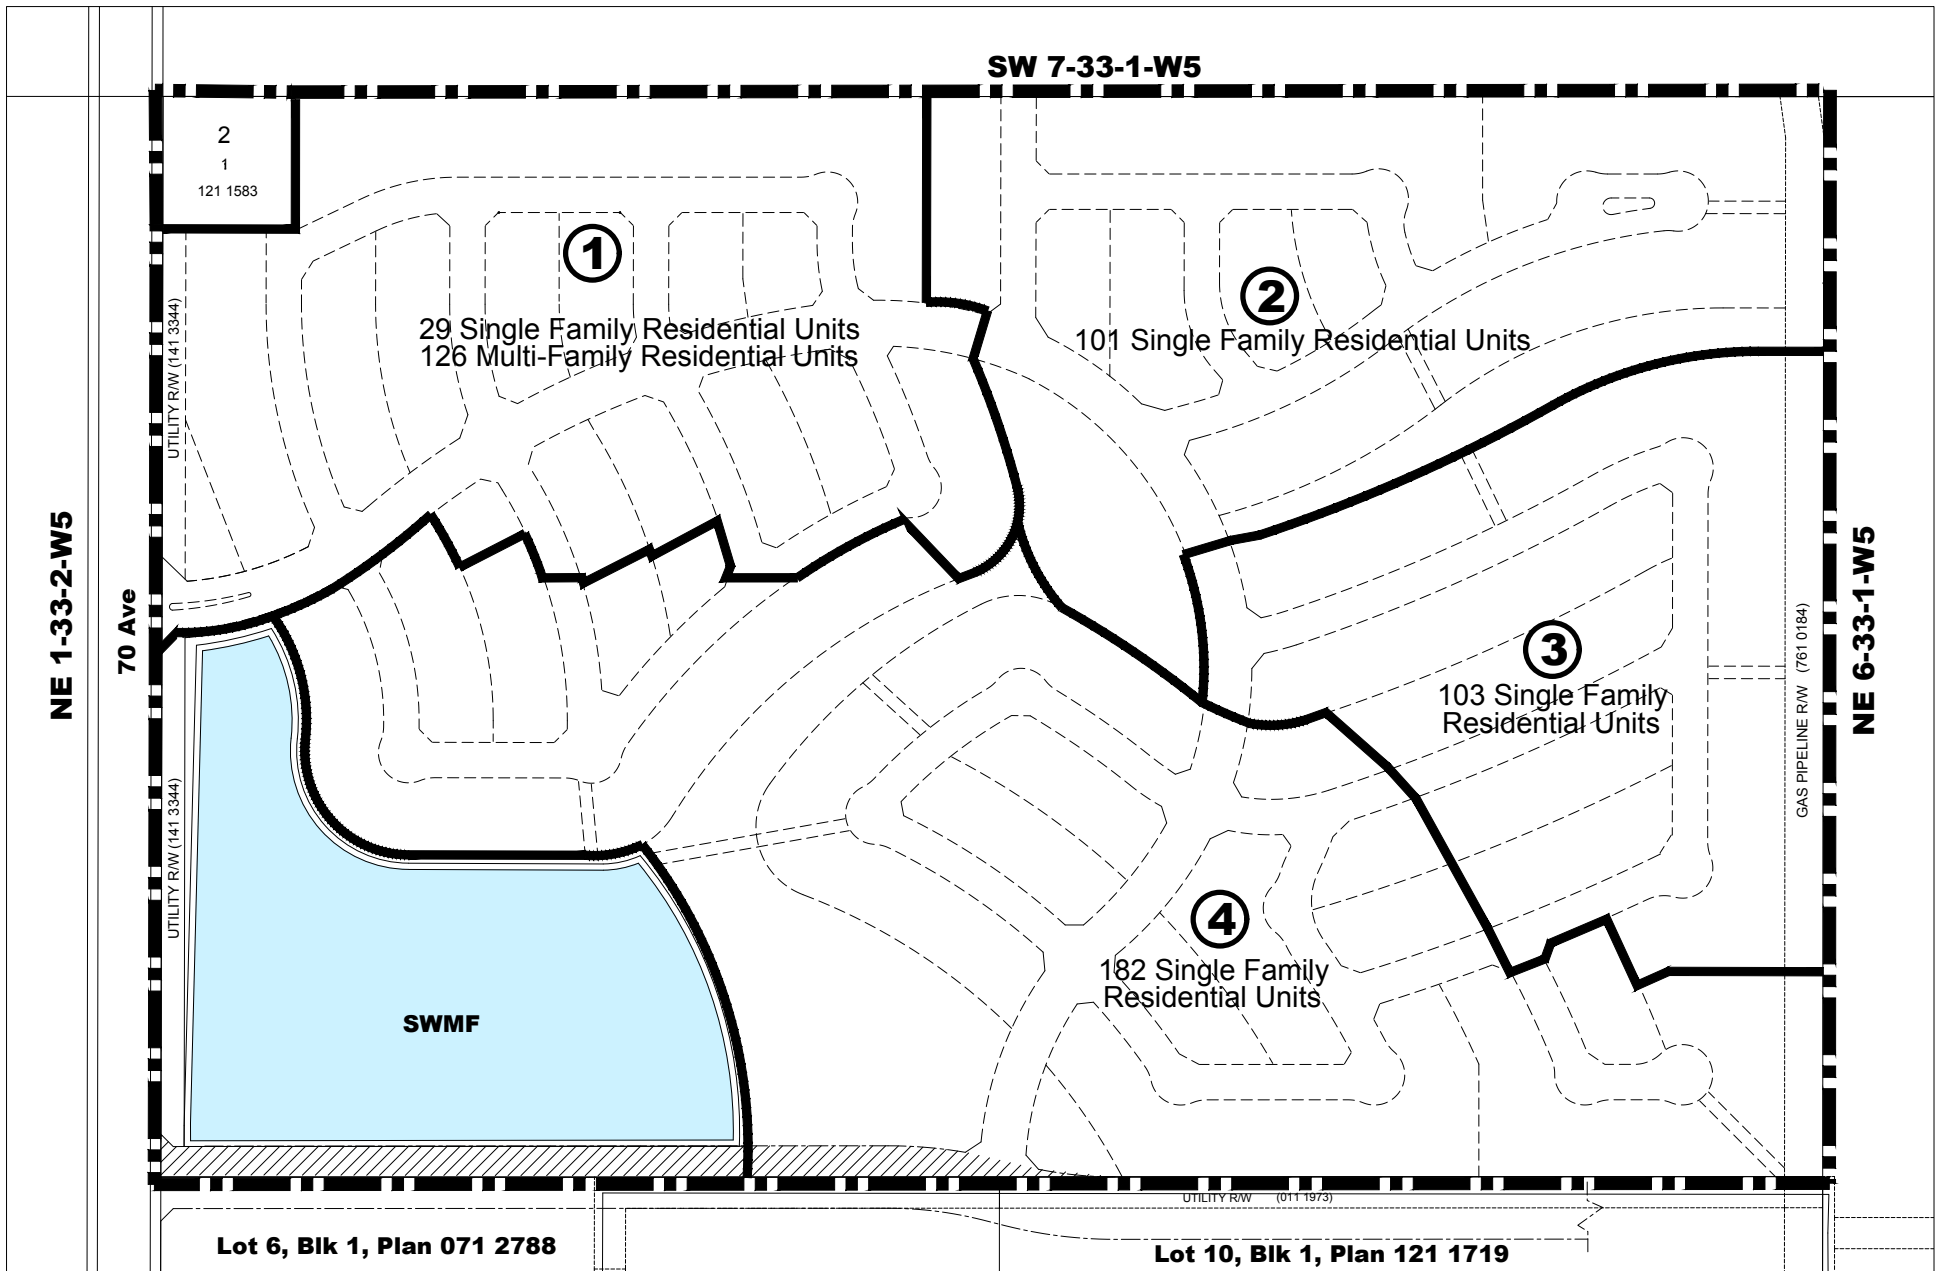 SW 7-33-1-W5
2
1
121 1583
1
29 Single Family Residential Units
126 Multi-Family Residential Units
2
101 Single Family Residential Units
UTILITY R/W (141 3344)
NE 1-33-2-W5
70 Ave
3
103 Single Family
Residential Units
GAS PIPELINE R/W (761 0184)
NE 6-33-1-W5
UTILITY R/W (141 3344)
4
182 Single Family
Residential Units
SWMF
UTILITY R/W (011 1973)
Lot 6, Blk 1, Plan 071 2788
Lot 10, Blk 1, Plan 121 1719